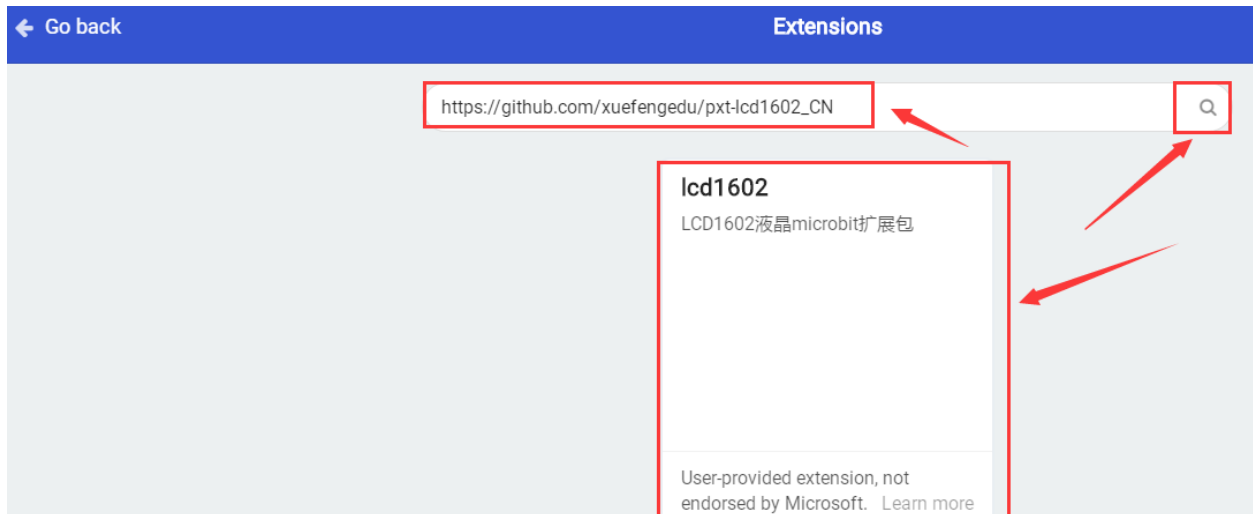 Go back
Extensions
https://github.com/xuefengedu/pxt-lcd1602_CN
lcd1602
LCD1602液晶microbit扩展包
User-provided extension, not
endorsed by Microsoft. Learn more